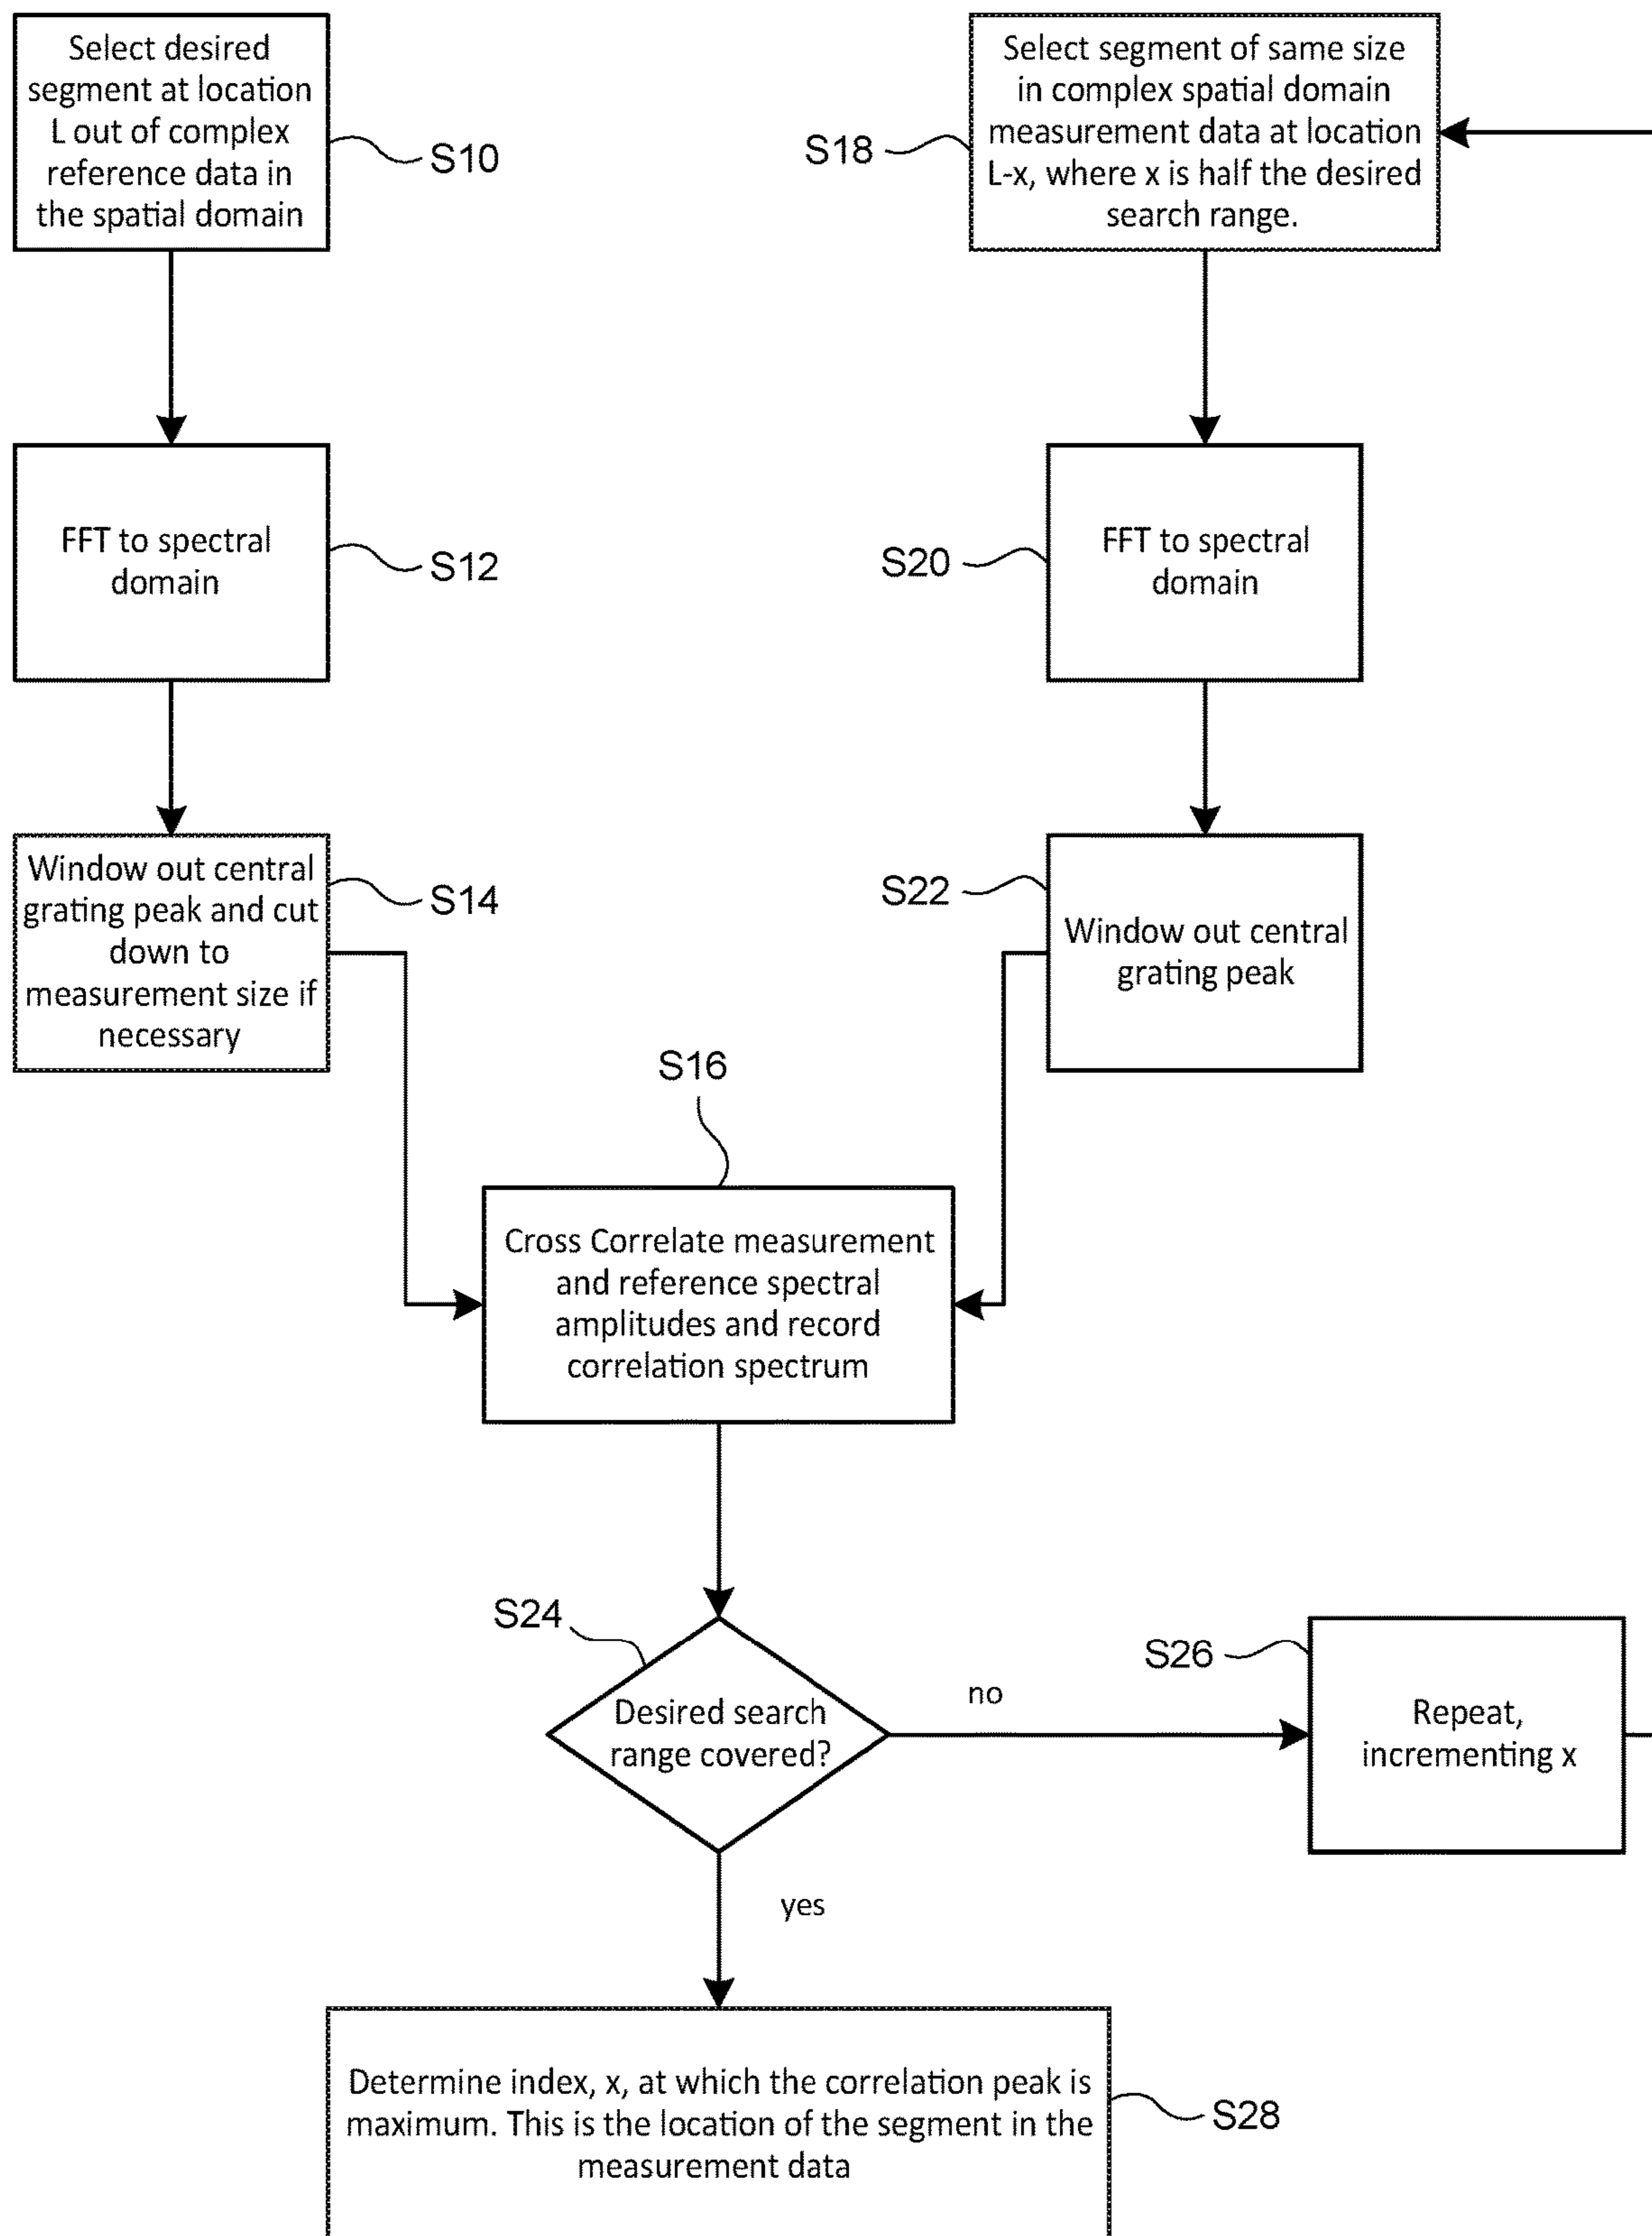 Select desired
segment at location
L out of complex
reference data in
the spatial domain
S10
Select segment of same size
in complex spatial domain
measurement data at location
L-x, where x is half the desired
search range.
S18
FFT to spectral
domain
S12
FFT to spectral
domain
S20
Window out central
grating peak and cut
down to
measurement size if
necessary
S14
Window out central
grating peak
S22
S16
Cross Correlate measurement
and reference spectral
amplitudes and record
correlation spectrum
S24
Desired search
range covered?
no
S26
Repeat,
incrementing x
yes
Determine index, x, at which the correlation peak is
maximum. This is the location of the segment in the
measurement data
S28